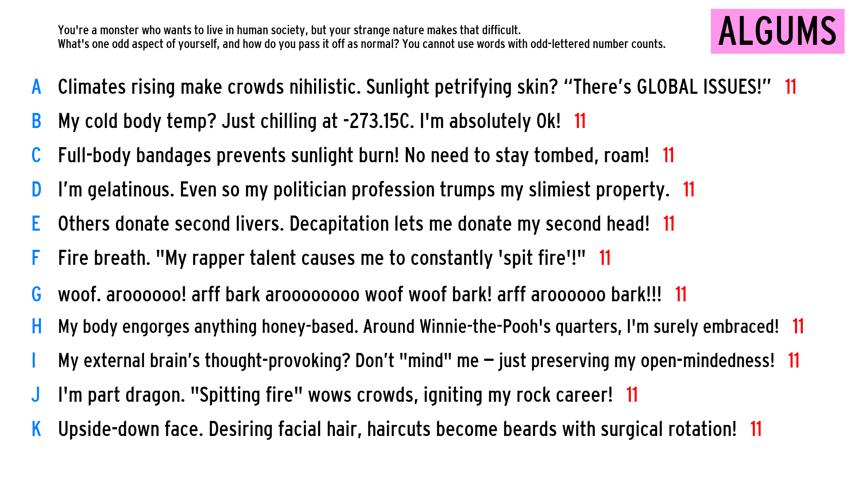 You're a monster who wants to live in human society, but your strange nature makes that difficult.
What's one odd aspect of yourself, and how do you pass it off as normal? You cannot use words with odd-lettered number counts.
ALGUMS
A Climates rising make crowds nihilistic. Sunlight petrifying skin? “There’s GLOBAL ISSUES!” 11
B My cold body temp? Just chilling at -273.15C. I'm absolutely Ok! 11
C Full-body bandages prevents sunlight burn! No need to stay tombed, roam! 11
D I’m gelatinous. Even so my politician profession trumps my slimiest property. 11
E Others donate second livers. Decapitation lets me donate my second head! 11
F Fire breath. "My rapper talent causes me to constantly 'spit fire'!" 11
G woof. aroooooo! arff bark aroooooooo woof woof bark! arff aroooooo bark!!! 11
H My body engorges anything honey-based. Around Winnie-the-Pooh's quarters, I'm surely embraced! 11
I My external brain’s thought-provoking? Don’t "mind" me – just preserving my open-mindedness! 11
J I'm part dragon. "Spitting fire" wows crowds, igniting my rock career! 11
K Upside-down face. Desiring facial hair, haircuts become beards with surgical rotation! 11